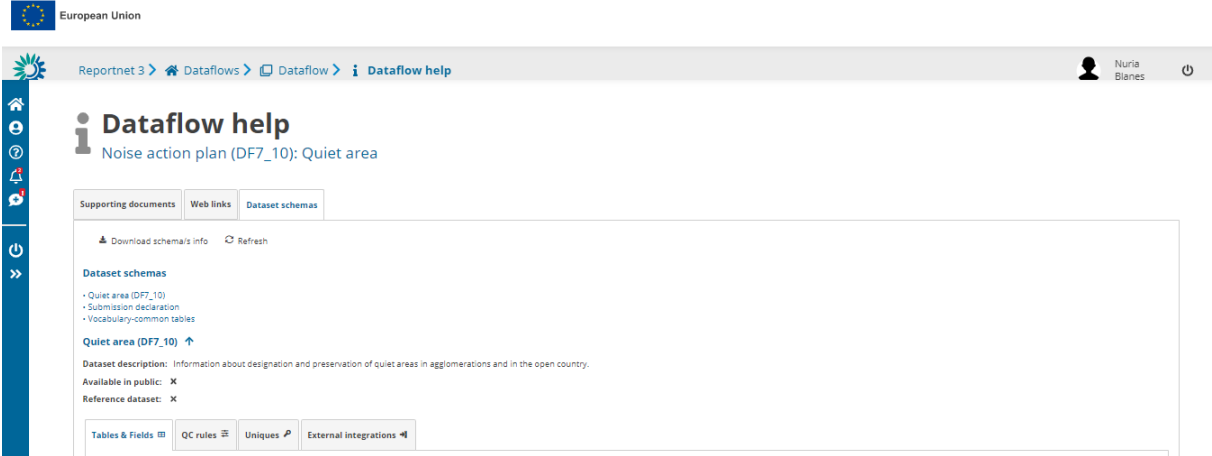 European Union
Reportnet 3 Dataflows Dataflow Dataflow help
Nuria
Blanes
Dataflow help
Noise action plan (DF7_10): Quiet area
Supporting documents Web links Dataset schemas
Download schema/s info Refresh
Dataset schemas
• Quiet area (DF7_10)
• Submission declaration
• Vocabulary-common tables
Quiet area (DF7_10)
Dataset description: Information about designation and preservation of quiet areas in agglomerations and in the open country.
Available in public:
Reference dataset:
Tables & Fields QC rules Uniques External integrations